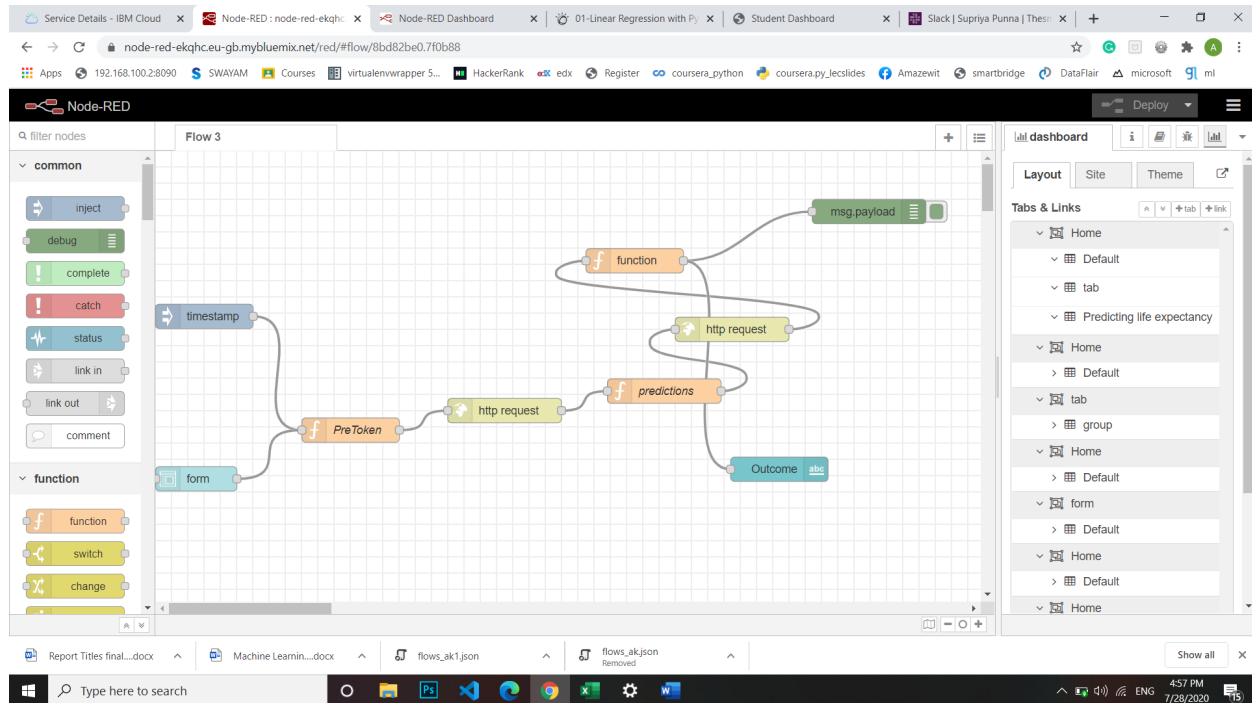 Service Details - IBM Cloud
Node-RED : node-red-ekqhc
Node-RED Dashboard
01-Linear Regression with Py
Student Dashboard
Slack | Supriya Punna | Thesm
node-red-ekqhc.eu-gb.mybluemix.net/red/#flow/8bd82be0.7f0b88
A
Apps
192.168.100.2:8090
SWAYAM
Courses
virtualenvwrapper 5...
HackerRank
edx
Register
coursera_python
coursera.py_lecslides
Amazewit
smartbridge
DataFlair
microsoft
ml
Node-RED
Deploy
filter nodes
Flow 3
dashboard
common
inject
debug
complete
catch
status
link in
link out
comment
function
function
switch
change
timestamp
form
PreToken
http request
predictions
http request
function
msg.payload
Outcome
abc
Layout
Site
Theme
Tabs & Links
+tab
+link
Home
Default
tab
Predicting life expectancy
Home
Default
tab
group
Home
Default
form
Default
Home
Default
Home
Report Titles final....docx
Machine Learnin....docx
flows_ak1.json
flows_ak.json
Removed
Show all
Type here to search
Ps
ENG
4:57 PM
7/28/2020
15